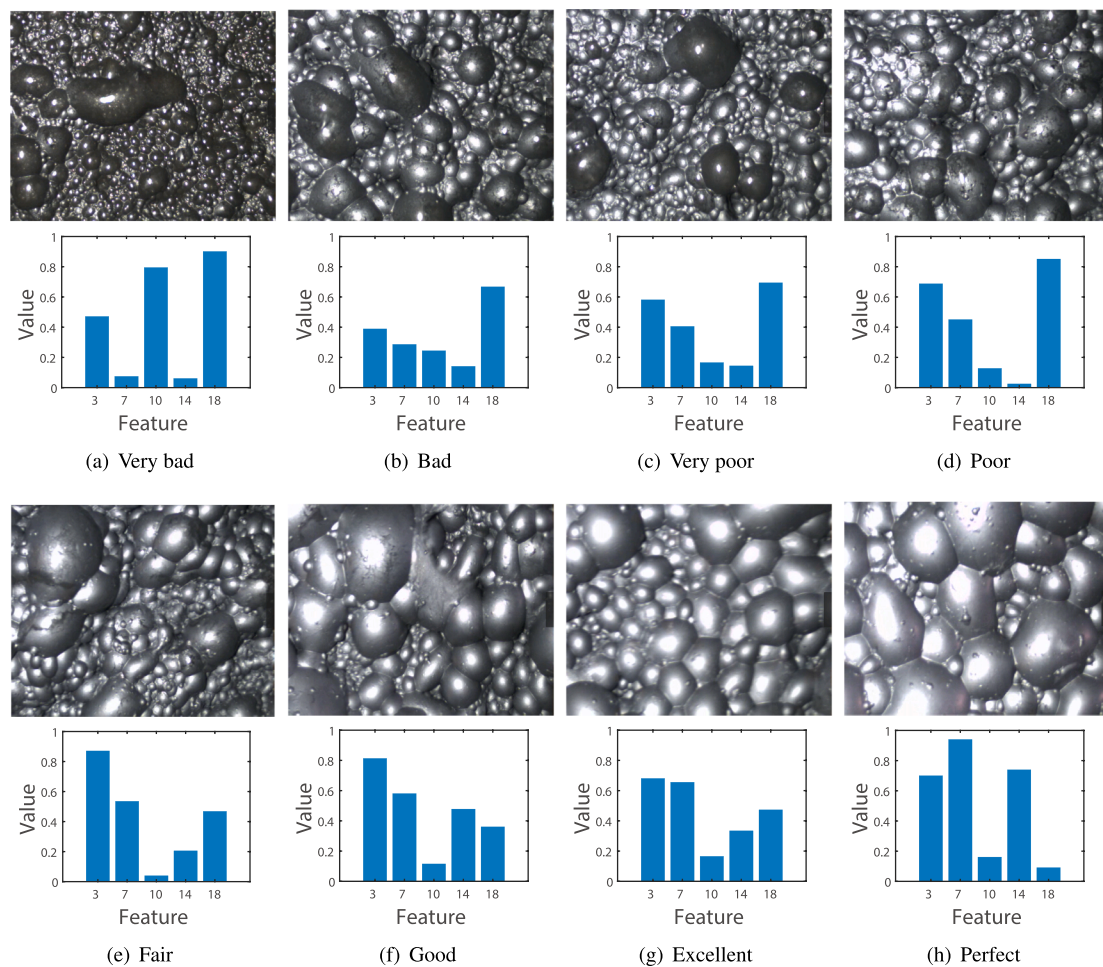 1
0.8
0.6
0.4
0.2
0
Value
3 7 10 14 18
Feature
(a) Very bad
1
0.8
0.6
0.4
0.2
0
Value
3 7 10 14 18
Feature
(b) Bad
1
0.8
0.6
0.4
0.2
0
Value
3 7 10 14 18
Feature
(c) Very poor
1
0.8
0.6
0.4
0.2
0
Value
3 7 10 14 18
Feature
(d) Poor
1
0.8
0.6
0.4
0.2
0
Value
3 7 10 14 18
Feature
(e) Fair
1
0.8
0.6
0.4
0.2
0
Value
3 7 10 14 18
Feature
(f) Good
1
0.8
0.6
0.4
0.2
0
Value
3 7 10 14 18
Feature
(g) Excellent
1
0.8
0.6
0.4
0.2
0
Value
3 7 10 14 18
Feature
(h) Perfect